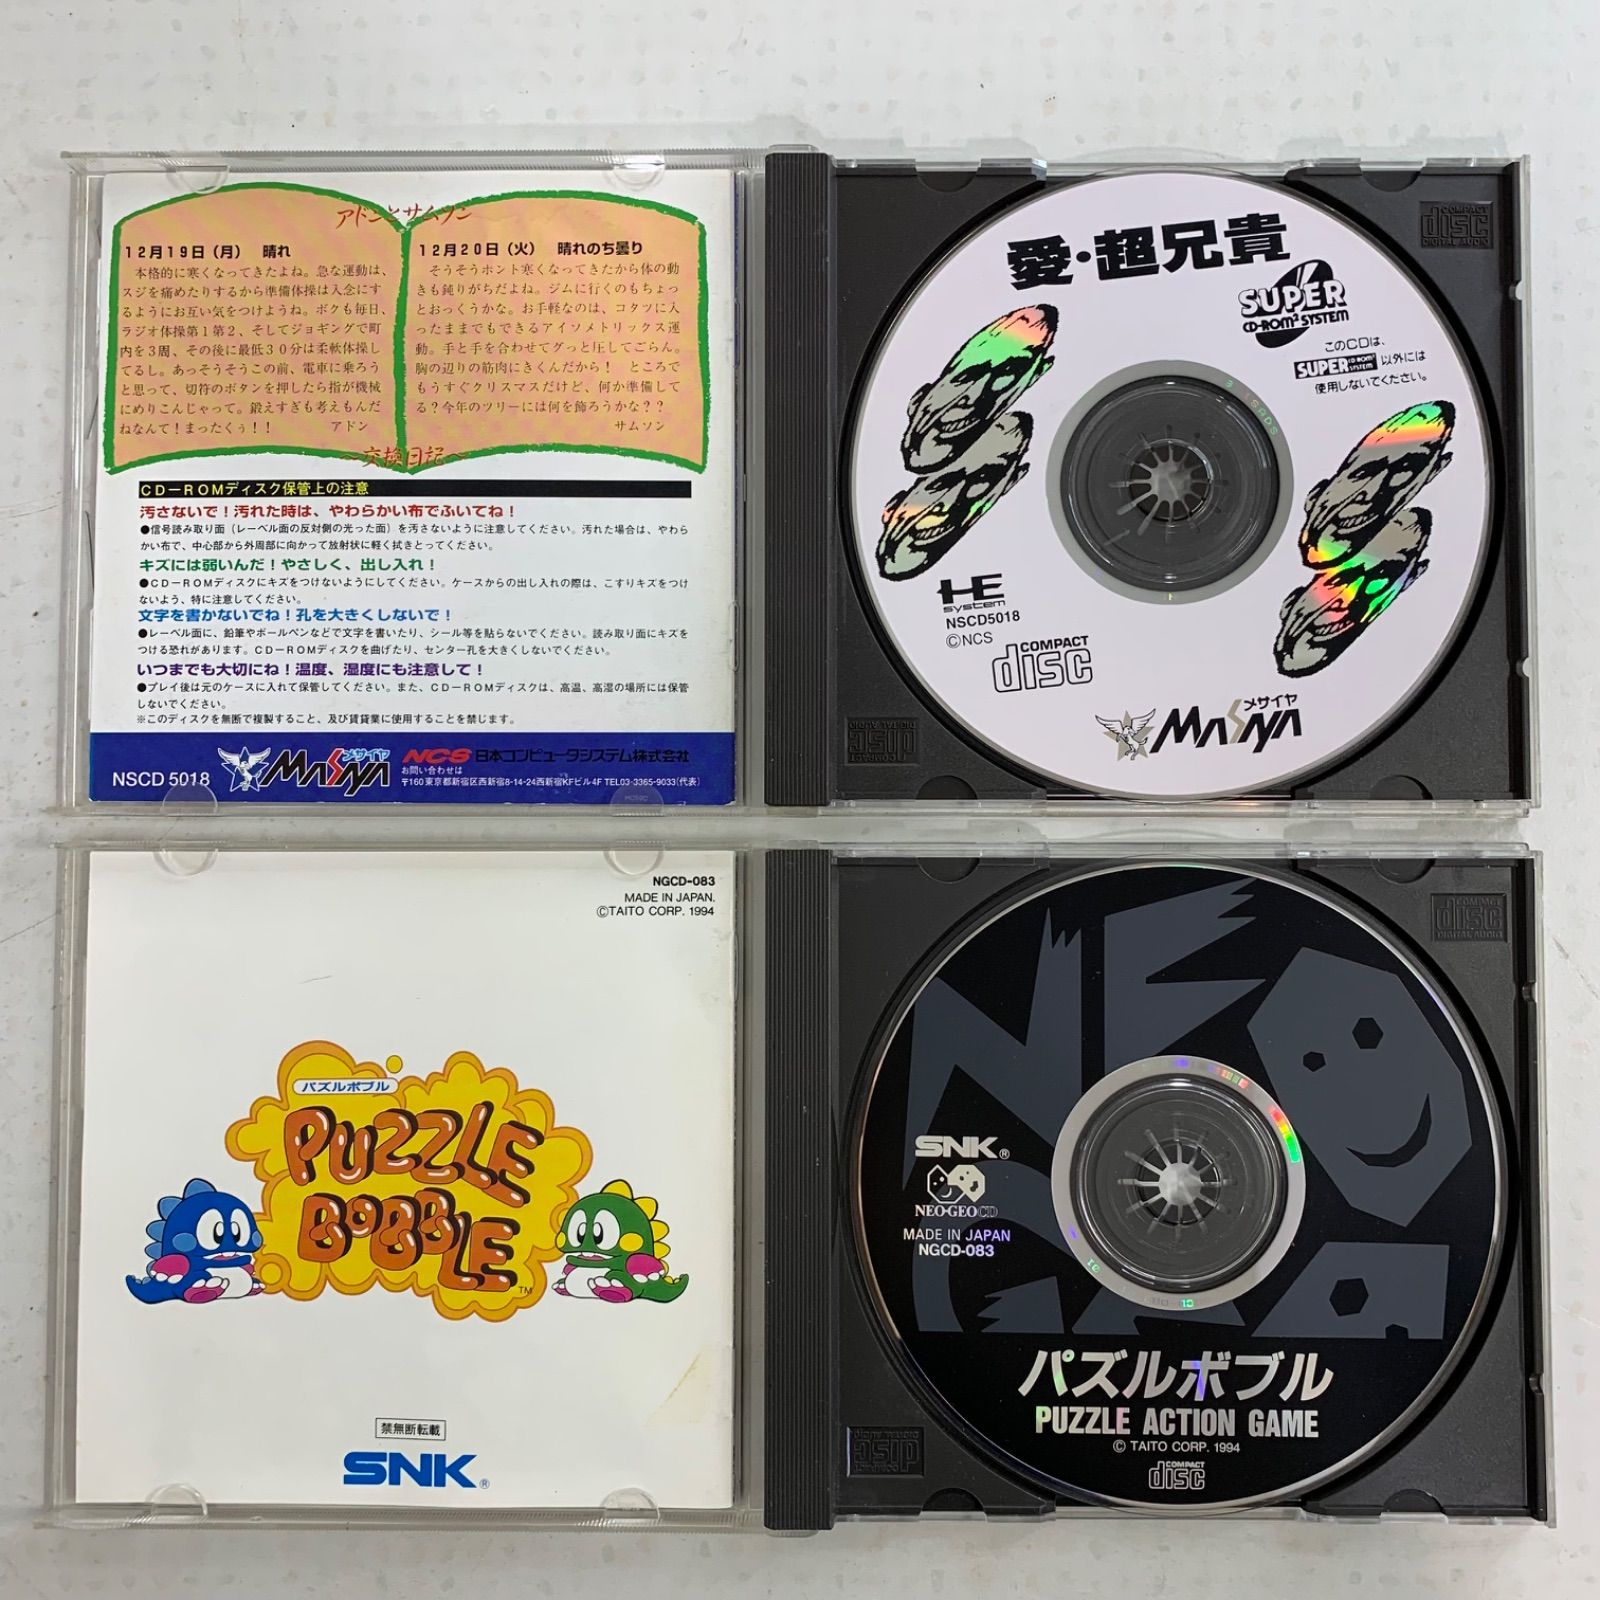 アドンとサムソン
12月19日(月) 晴れ
本格的に寒くなってきたよね。急な運動は、
スジを痛めたりするから準備体操は入念にす
るようにお互い気をつけようね。ボクも毎日、
ラジオ体操第1第2、そしてジョギングで町
内を3周、その後に最低30分は柔軟体操し
てるし。あっそうそうこの前、電車に乗ろう
と思って、切符のボタンを押したら指が機械
にめりこんじゃって。鍛えすぎも考えもんだ
ねなんて!まったくぅ!! アドン
12月20日(火) 晴れのち曇り
そうそうホント寒くなってきたから体の動
きも鈍りがちだよね。ジムに行くのもちょっ
とおっくうかな。お手軽なのは、コタツに入
ったままでもできるアイソメトリックス運
動。手と手を合わせてグっと圧してごらん。
胸の辺りの筋肉にきくんだから! ところで
もうすぐクリスマスだけど、何か準備して
る?今年のツリーには何を飾ろうかな??
サムソン
〜交換日記〜
CD-ROMディスク保管上の注意
汚さないで!汚れた時は、やわらかい布でふいてね!
●信号読み取り面(レーベル面の反対側の光った面)を汚さないように注意してください。汚れた場合は、やわら
かい布で、中心部から外周部に向かって放射状に軽く拭きとってください。
キズには弱いんだ!やさしく、出し入れ!
●CD-ROMディスクにキズをつけないようにしてください。ケースからの出し入れの際は、こすりキズをつけ
ないよう、特に注意してください。
文字を書かないでね!孔を大きくしないで!
●レーベル面に、鉛筆やボールペンなどで文字を書いたり、シール等を貼らないでください。読み取り面にキズを
つける恐れがあります。CD-ROMディスクを曲げたり、センター孔を大きくしないでください。
いつまでも大切にね!温度、湿度にも注意して!
●プレイ後は元のケースに入れて保管してください。また、CD-ROMディスクは、高温、高湿の場所には保管
しないでください。
※このディスクを無断で複製すること、及び賃貸業に使用することを禁じます。
NSCD 5018
メサイヤ
MASAYA
NCS 日本コンピュータシステム株式会社
お問い合わせは
〒160 東京都新宿区西新宿8-14-24西新宿KFビル4F TEL03-3365-9033(代表)
愛・超兄貴
SUPER
CD-ROM² SYSTEM
このCDは、
SUPER CD-ROM² SYSTEM 以外には
使用しないでください。
HE
system
NSCD5018
©NCS
COMPACT
disc
メサイヤ
MASAYA
COMPACT
disc
DIGITAL AUDIO
COMPACT
disc
DIGITAL AUDIO
NGCD-083
MADE IN JAPAN.
©TAITO CORP. 1994
パズルボブル
PUZZLE
BOBBLE
TM
禁無断転載
SNK®
NEO
GEO
SNK®
NEO·GEO CD
MADE IN JAPAN
NGCD-083
パズルボブル
PUZZLE ACTION GAME
© TAITO CORP. 1994
COMPACT
disc
COMPACT
disc
DIGITAL AUDIO
COMPACT
disc
DIGITAL AUDIO